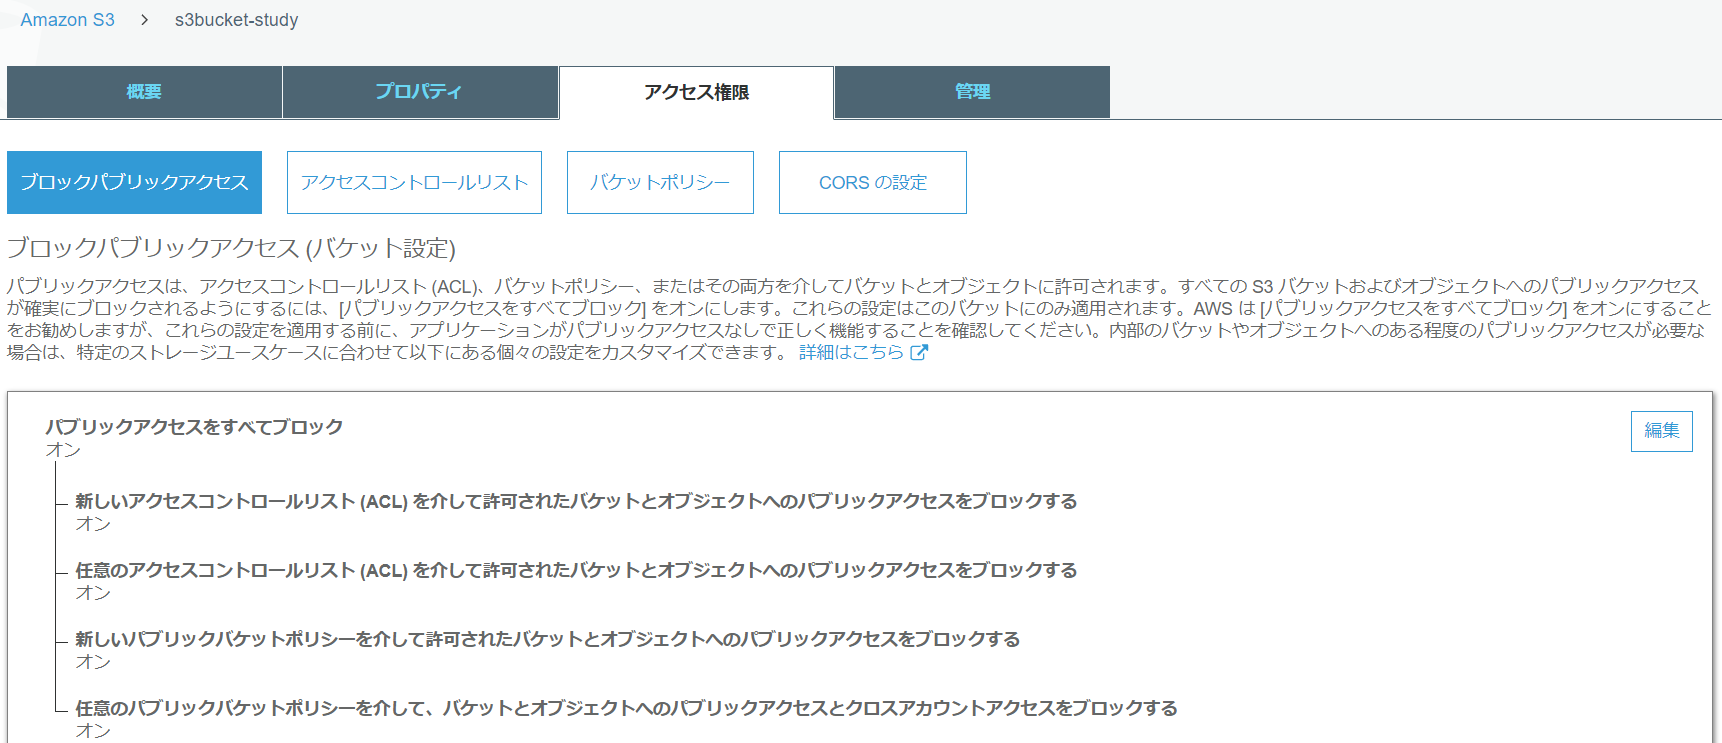 Amazon S3 > s3bucket-study
概要 プロパティ アクセス権限 管理
ブロックパブリックアクセス アクセスコントロールリスト バケットポリシー CORS の設定
ブロックパブリックアクセス (バケット設定)
パブリックアクセスは、アクセスコントロールリスト (ACL)、バケットポリシー、またはその両方を介してバケットとオブジェクトに許可されます。すべての S3 バケットおよびオブジェクトへのパブリックアクセス
が確実にブロックされるようにするには、[パブリックアクセスをすべてブロック] をオンにします。これらの設定はこのバケットにのみ適用されます。AWS は [パブリックアクセスをすべてブロック] をオンにすること
をお勧めしますが、これらの設定を適用する前に、アプリケーションがパブリックアクセスなしで正しく機能することを確認してください。内部のバケットやオブジェクトへのある程度のパブリックアクセスが必要な
場合は、特定のストレージユースケースに合わせて以下にある個々の設定をカスタマイズできます。 詳細はこちら
パブリックアクセスをすべてブロック 編集
オン
新しいアクセスコントロールリスト (ACL) を介して許可されたバケットとオブジェクトへのパブリックアクセスをブロックする
オン
任意のアクセスコントロールリスト (ACL) を介して許可されたバケットとオブジェクトへのパブリックアクセスをブロックする
オン
新しいパブリックバケットポリシーを介して許可されたバケットとオブジェクトへのパブリックアクセスをブロックする
オン
任意のパブリックバケットポリシーを介して、バケットとオブジェクトへのパブリックアクセスとクロスアカウントアクセスをブロックする
オン